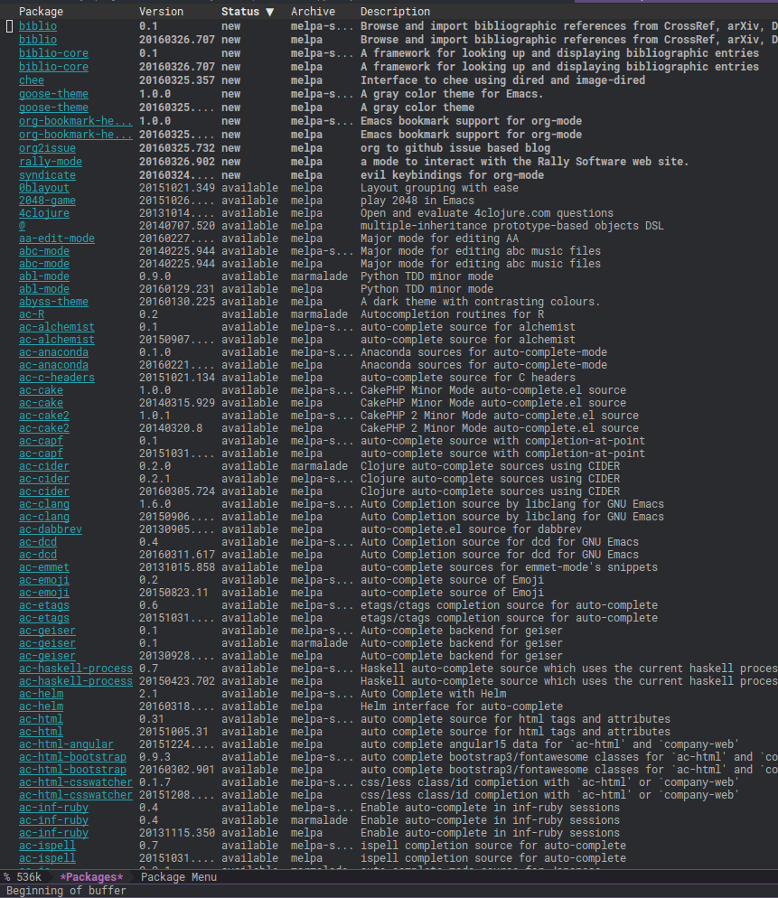 Package Version Status ▼ Archive Description
biblio 0.1 new melpa-s... Browse and import bibliographic references from CrossRef, arXiv, D
biblio 20160326.707 new melpa Browse and import bibliographic references from CrossRef, arXiv, D
biblio-core 0.1 new melpa-s... A framework for looking up and displaying bibliographic entries
biblio-core 20160326.707 new melpa A framework for looking up and displaying bibliographic entries
chee 20160325.357 new melpa Interface to chee using dired and image-dired
goose-theme 1.0.0 new melpa-s... A gray color theme for Emacs.
goose-theme 20160325.... new melpa A gray color theme
org-bookmark-he... 1.0.0 new melpa-s... Emacs bookmark support for org-mode
org-bookmark-he... 20160325.... new melpa Emacs bookmark support for org-mode
org2issue 20160325.732 new melpa org to github issue based blog
rally-mode 20160326.902 new melpa a mode to interact with the Rally Software web site.
syndicate 20160324.... new melpa evil keybindings for org-mode
0blayout 20151021.349 available melpa Layout grouping with ease
2048-game 20151026.... available melpa play 2048 in Emacs
4clojure 20131014.... available melpa Open and evaluate 4clojure.com questions
@ 20140707.520 available melpa multiple-inheritance prototype-based objects DSL
aa-edit-mode 20160227.... available melpa Major mode for editing AA
abc-mode 20140225.944 available melpa-s... Major mode for editing abc music files
abc-mode 20140225.944 available melpa Major mode for editing abc music files
abl-mode 0.9.0 available marmalade Python TDD minor mode
abl-mode 20160129.231 available melpa Python TDD minor mode
abyss-theme 20160130.225 available melpa A dark theme with contrasting colours.
ac-R 0.2 available marmalade Autocompletion routines for R
ac-alchemist 0.1 available melpa-s... auto-complete source for alchemist
ac-alchemist 20150907.... available melpa auto-complete source for alchemist
ac-anaconda 0.1.0 available melpa-s... Anaconda sources for auto-complete-mode
ac-anaconda 20160221.... available melpa Anaconda sources for auto-complete-mode
ac-c-headers 20151021.134 available melpa auto-complete source for C headers
ac-cake 1.0.0 available melpa-s... CakePHP Minor Mode auto-complete.el source
ac-cake 20140315.929 available melpa CakePHP Minor Mode auto-complete.el source
ac-cake2 1.0.1 available melpa-s... CakePHP 2 Minor Mode auto-complete.el source
ac-cake2 20140320.8 available melpa CakePHP 2 Minor Mode auto-complete.el source
ac-capf 0.1 available melpa-s... auto-complete source with completion-at-point
ac-capf 20151031.... available melpa auto-complete source with completion-at-point
ac-cider 0.2.0 available marmalade Clojure auto-complete sources using CIDER
ac-cider 0.2.1 available melpa-s... Clojure auto-complete sources using CIDER
ac-cider 20160305.724 available melpa Clojure auto-complete sources using CIDER
ac-clang 1.6.0 available melpa-s... Auto Completion source by libclang for GNU Emacs
ac-clang 20150906.... available melpa Auto Completion source by libclang for GNU Emacs
ac-dabbrev 20130905.... available melpa auto-complete.el source for dabbrev
ac-dcd 0.4 available melpa-s... Auto Completion source for dcd for GNU Emacs
ac-dcd 20160311.617 available melpa Auto Completion source for dcd for GNU Emacs
ac-emmet 20131015.858 available melpa auto-complete sources for emmet-mode's snippets
ac-emoji 0.2 available melpa-s... auto-complete source of Emoji
ac-emoji 20150823.11 available melpa auto-complete source of Emoji
ac-etags 0.6 available melpa-s... etags/ctags completion source for auto-complete
ac-etags 20151031.... available melpa etags/ctags completion source for auto-complete
ac-geiser 0.1 available melpa-s... Auto-complete backend for geiser
ac-geiser 0.1 available marmalade Auto-complete backend for geiser
ac-geiser 20130928.... available melpa Auto-complete backend for geiser
ac-haskell-process 0.7 available melpa-s... Haskell auto-complete source which uses the current haskell proces
ac-haskell-process 20150423.702 available melpa Haskell auto-complete source which uses the current haskell proces
ac-helm 2.1 available melpa-s... Auto Complete with Helm
ac-helm 20160318.... available melpa Helm interface for auto-complete
ac-html 0.31 available melpa-s... auto complete source for html tags and attributes
ac-html 20151005.31 available melpa auto complete source for html tags and attributes
ac-html-angular 20151224.... available melpa auto complete angular15 data for `ac-html' and `company-web'
ac-html-bootstrap 0.9.3 available melpa-s... auto complete bootstrap3/fontawesome classes for `ac-html' and `co
ac-html-bootstrap 20160302.901 available melpa auto complete bootstrap3/fontawesome classes for `ac-html' and `co
ac-html-csswatcher 0.1.7 available melpa-s... css/less class/id completion with `ac-html' or `company-web'
ac-html-csswatcher 20151208.... available melpa css/less class/id completion with `ac-html' or `company-web'
ac-inf-ruby 0.4 available melpa-s... Enable auto-complete in inf-ruby sessions
ac-inf-ruby 0.4 available marmalade Enable auto-complete in inf-ruby sessions
ac-inf-ruby 20131115.350 available melpa Enable auto-complete in inf-ruby sessions
ac-ispell 0.7 available melpa-s... ispell completion source for auto-complete
ac-ispell 20151031.... available melpa ispell completion source for auto-complete
% 536k *Packages* Package Menu
Beginning of buffer